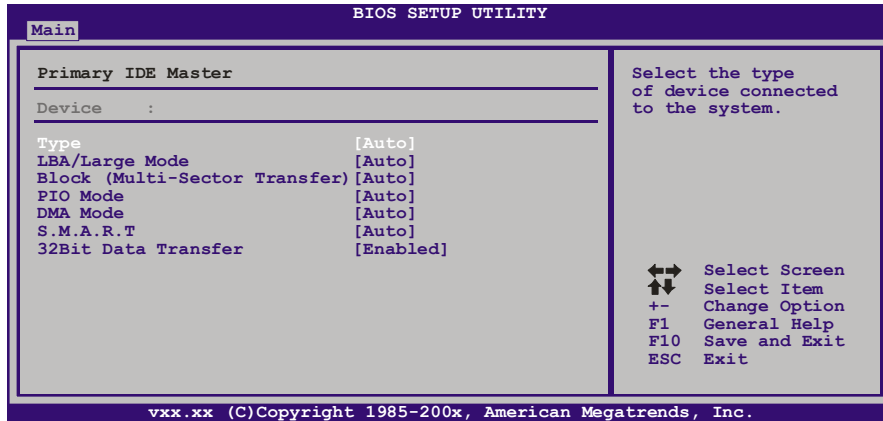 BIOS SETUP UTILITY
Main
Primary IDE Master
Device :
Type [Auto]
LBA/Large Mode [Auto]
Block (Multi-Sector Transfer) [Auto]
PIO Mode [Auto]
DMA Mode [Auto]
S.M.A.R.T [Auto]
32Bit Data Transfer [Enabled]
Select the type
of device connected
to the system.
Select Screen
Select Item
+- Change Option
F1 General Help
F10 Save and Exit
ESC Exit
vxx.xx (C)Copyright 1985-200x, American Megatrends, Inc.